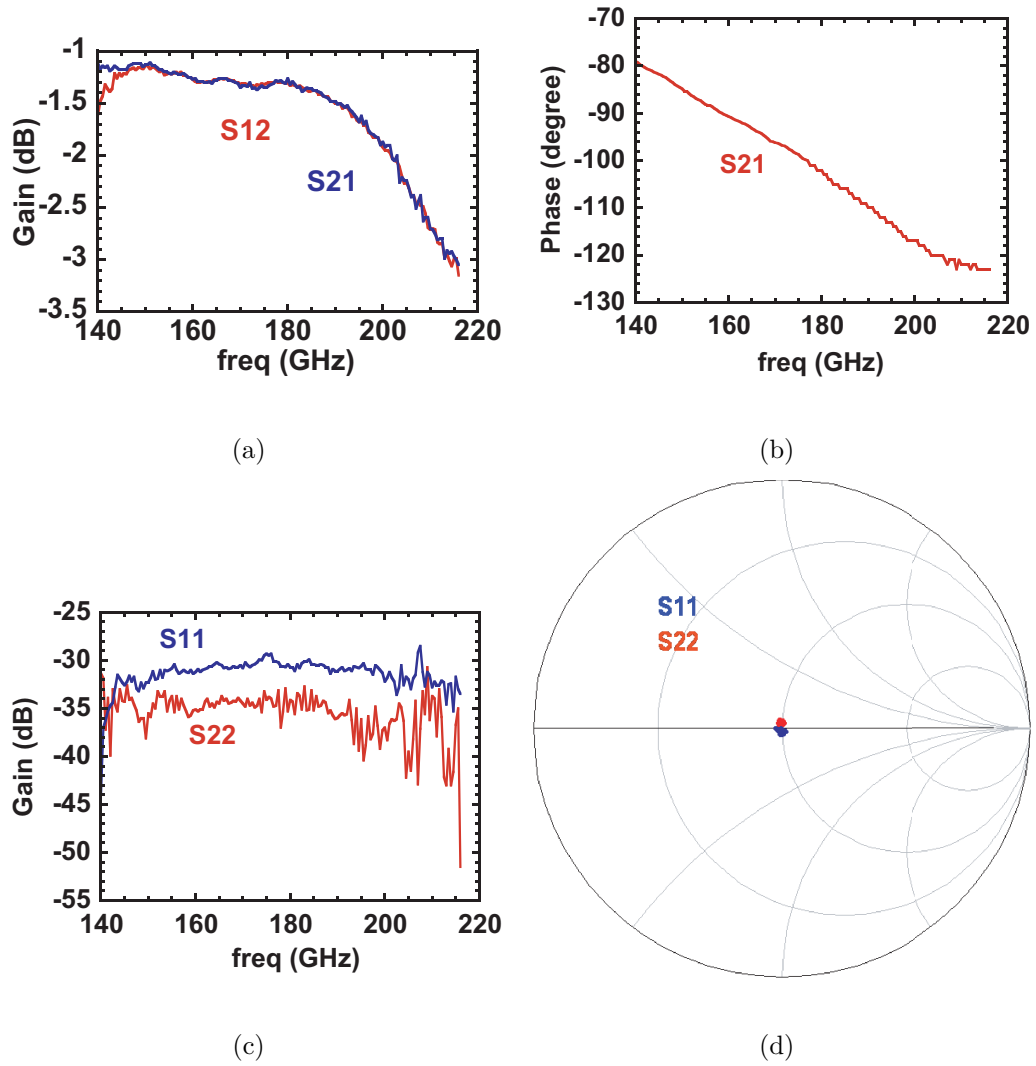 -1
-1.5
-2
-2.5
-3
-3.5
Gain (dB)
S12
S21
140 160 180 200 220
freq (GHz)
(a)
-70
-80
-90
-100
-110
-120
-130
Phase (degree)
S21
140 160 180 200 220
freq (GHz)
(b)
-25
-30
-35
-40
-45
-50
-55
Gain (dB)
S11
S22
140 160 180 200 220
freq (GHz)
(c)
S11
S22
(d)